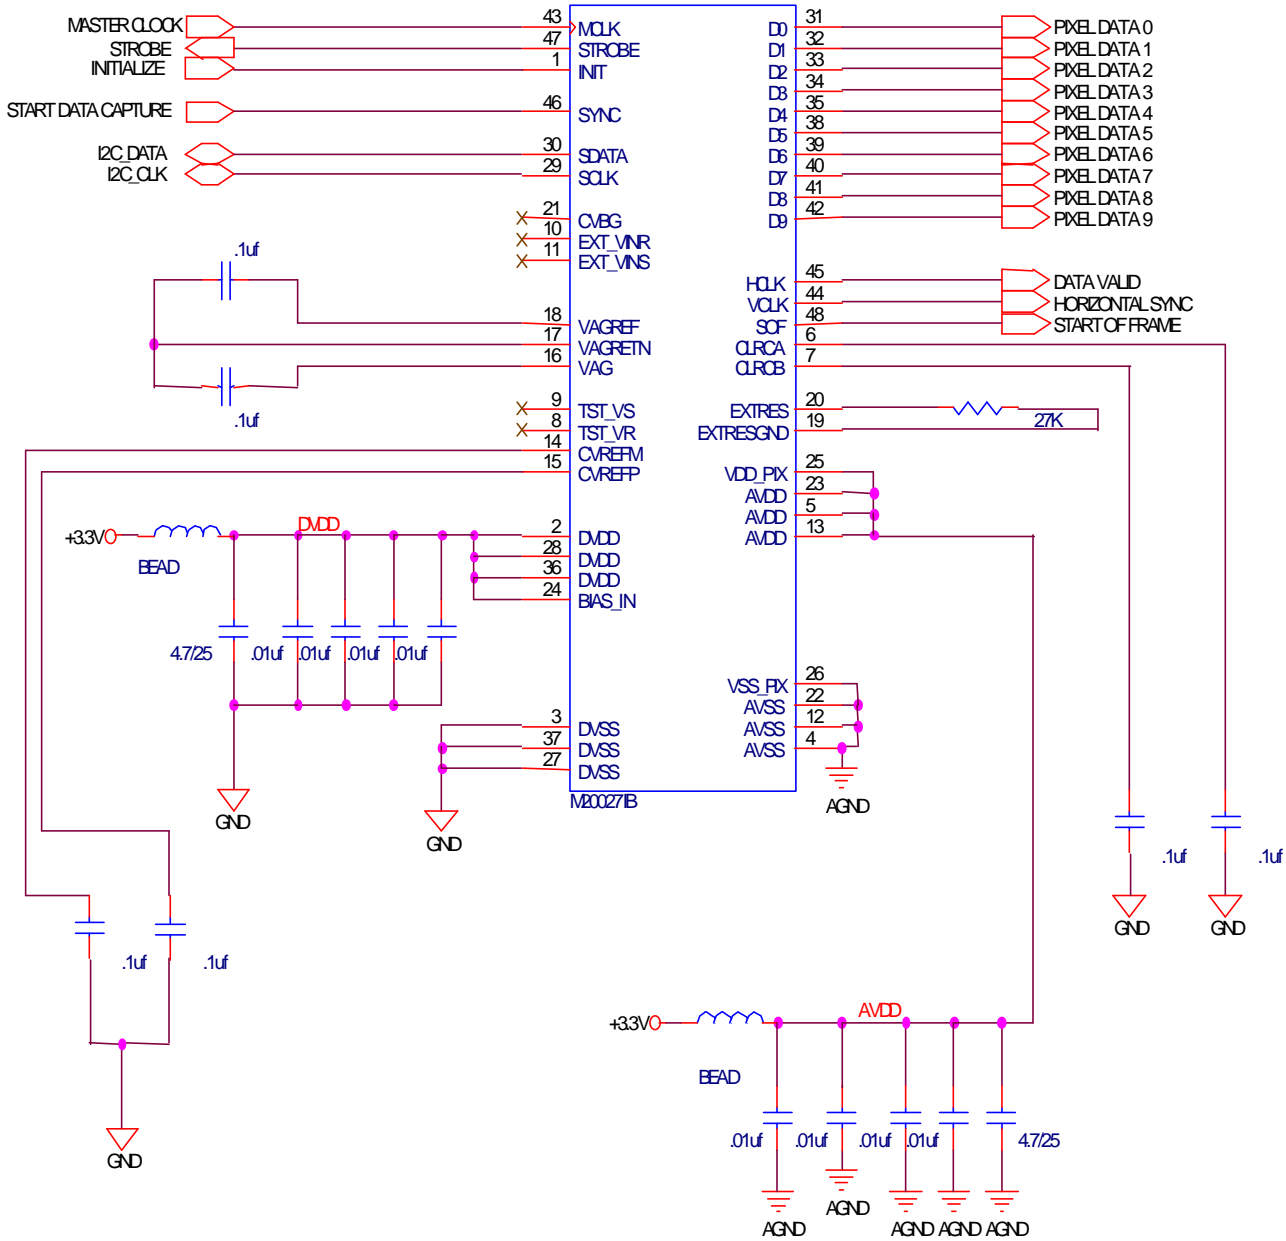 MASTER CLOCK 43 MCLK
STROBE 47 STROBE
INITIALIZE 1 INIT
START DATA CAPTURE 46 SYNC
I2C_DATA 30 SDATA
I2C_CLK 29 SCLK
21 CVBG
10 EXT_VINR
11 EXT_VINS
.1uf
18 VAGREF
17 VAGRETN
16 VAG
.1uf
9 TST_VS
8 TST_VR
14 CVREFM
15 CVREFP
+3.3V DVDD 2 DVDD
BEAD 28 DVDD
36 DVDD
24 BIAS_IN
4.7/25 .01uf .01uf .01uf .01uf
3 DVSS
37 DVSS
27 DVSS
GND
GND
M20027IB
31 D0 PIXEL DATA 0
32 D1 PIXEL DATA 1
33 D2 PIXEL DATA 2
34 D3 PIXEL DATA 3
35 D4 PIXEL DATA 4
38 D5 PIXEL DATA 5
39 D6 PIXEL DATA 6
40 D7 PIXEL DATA 7
41 D8 PIXEL DATA 8
42 D9 PIXEL DATA 9
45 HCLK DATA VALID
44 VCLK HORIZONTAL SYNC
48 SOF START OF FRAME
6 CLRCA
7 CLRCB
20 EXTRES
19 EXTRESGND
27K
25 VDD_PIX
23 AVDD
5 AVDD
13 AVDD
26 VSS_PIX
22 AVSS
12 AVSS
4 AVSS
AGND
.1uf .1uf
GND GND
.1uf .1uf
GND
+3.3V AVDD
BEAD
.01uf .01uf .01uf .01uf 4.7/25
AGND AGND AGND AGND AGND